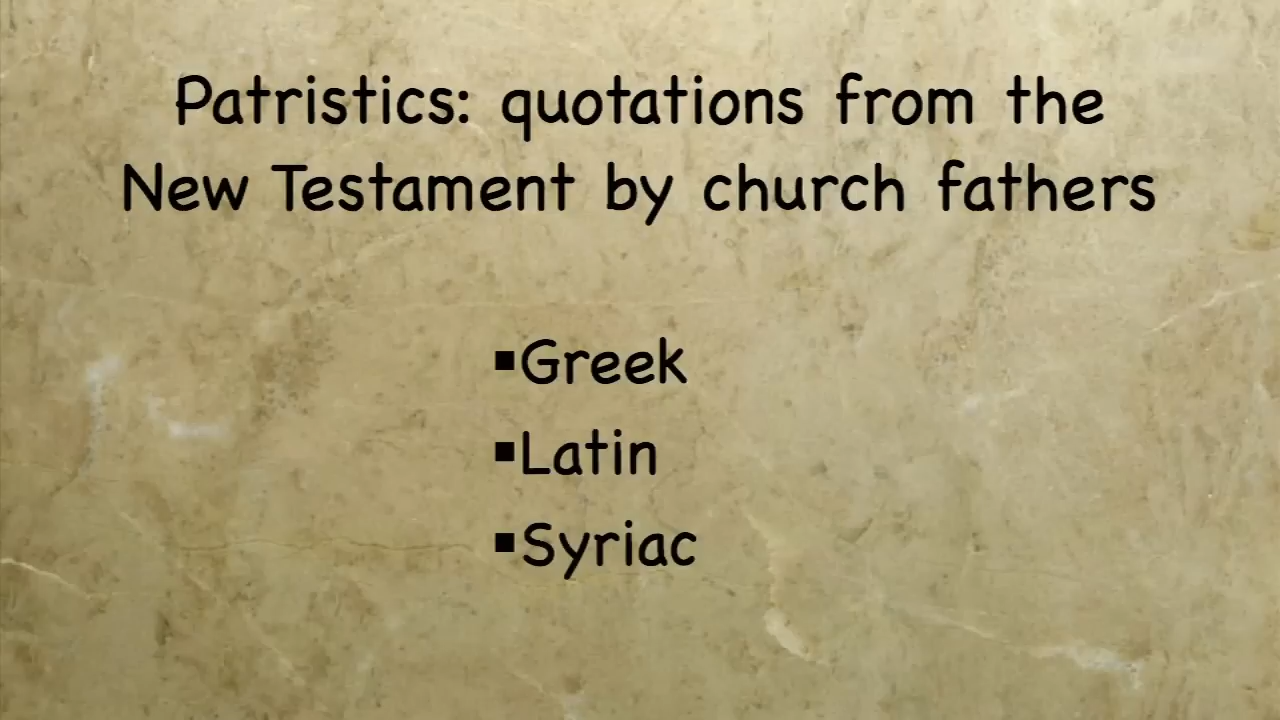 Patristics: quotations from the
New Testament by church fathers
▪Greek
▪Latin
▪Syriac